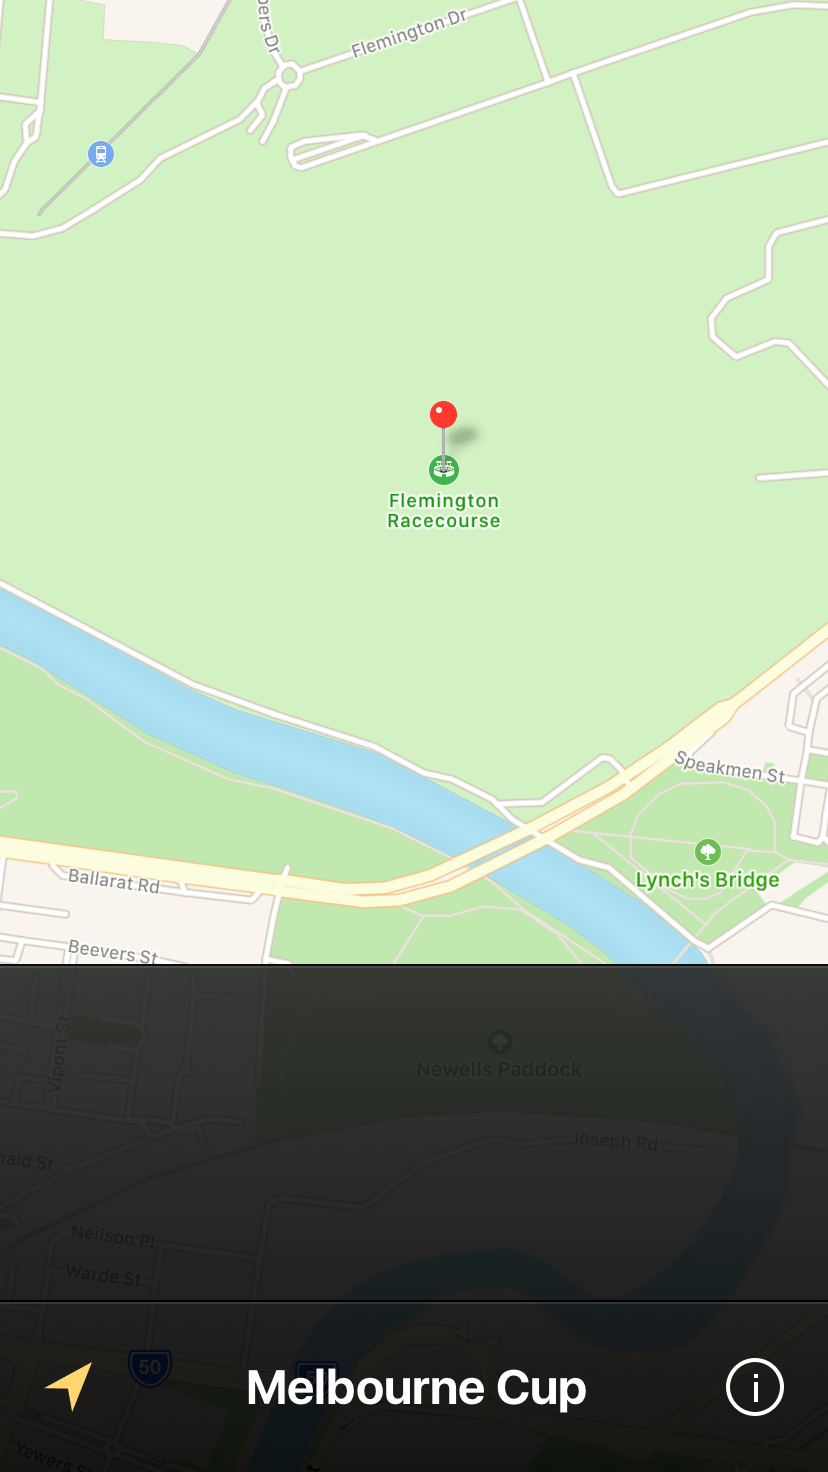 Flemington Dr
Flemington
Racecourse
Speakmen St
Lynch's Bridge
Ballarat Rd
Beevers St
Vipont St
Newells Paddock
Joseph Rd
Neilson Pl
Warde St
50
Melbourne Cup